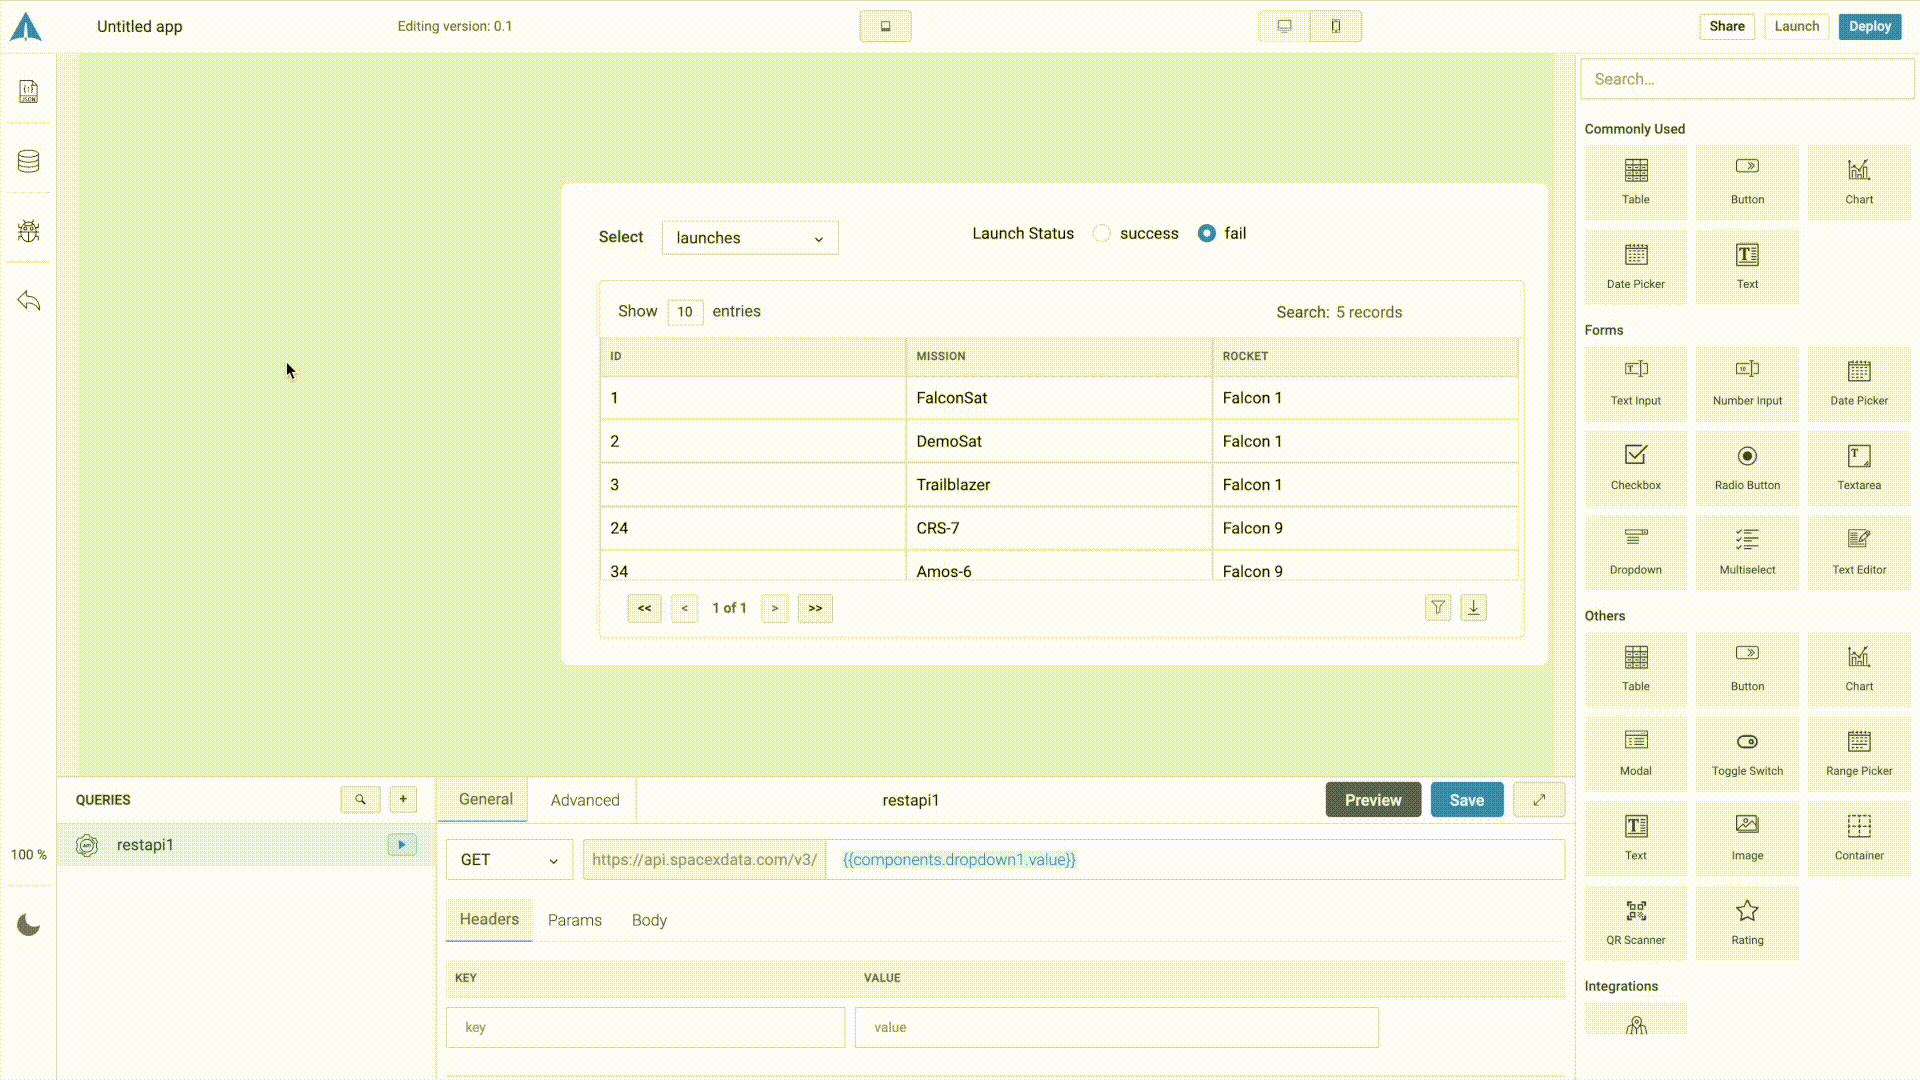 Untitled app
Editing version: 0.1
Share
Launch
Deploy
JSON
Select
launches
Launch Status
success
fail
Show 10 entries
Search: 5 records
ID MISSION ROCKET
1 FalconSat Falcon 1
2 DemoSat Falcon 1
3 Trailblazer Falcon 1
24 CRS-7 Falcon 9
34 Amos-6 Falcon 9
<< < 1 of 1 > >>
Search...
Commonly Used
Table Button Chart
Date Picker Text
Forms
Text Input Number Input Date Picker
Checkbox Radio Button Textarea
Dropdown Multiselect Text Editor
Others
Table Button Chart
Modal Toggle Switch Range Picker
Text Image Container
QR Scanner Rating
Integrations
QUERIES
+
restapi1
100 %
General
Advanced
restapi1
Preview
Save
GET
https://api.spacexdata.com/v3/
{{components.dropdown1.value}}
Headers Params Body
KEY VALUE
key value